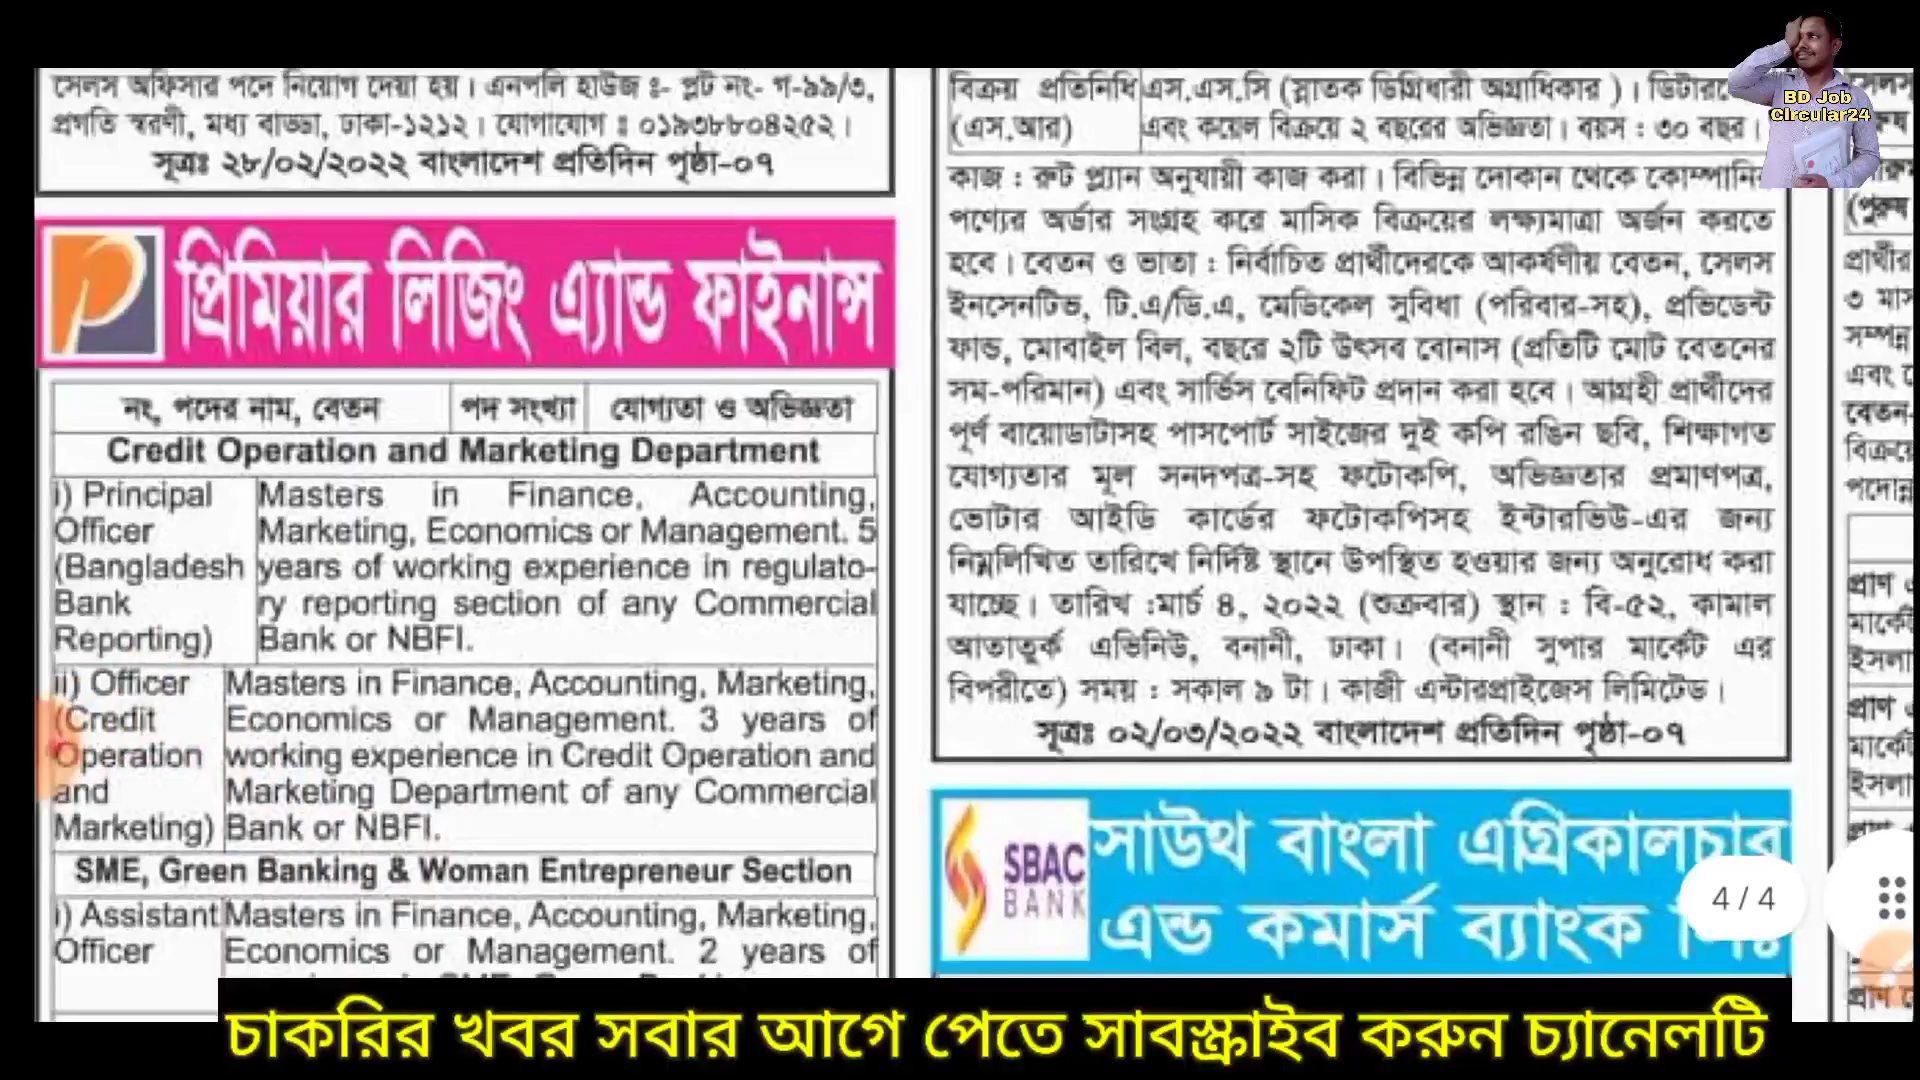 সেলস অফিসার পদে নিয়োগ দেয়া হয়। এনপলি হাউজ ঃ- প্লট নং- গ-৯৯/৩,
প্রগতি স্বরণী, মধ্য বাড্ডা, ঢাকা-১২১২। যোগাযোগ ঃ ০১৯৩৮৮০৪২৫২।
সূত্রঃ ২৮/০২/২০২২ বাংলাদেশ প্রতিদিন পৃষ্ঠা-০৭
প্রিমিয়ার লিজিং এ্যান্ড ফাইনান্স
নং, পদের নাম, বেতন পদ সংখ্যা যোগ্যতা ও অভিজ্ঞতা
Credit Operation and Marketing Department
i) Principal Masters in Finance, Accounting,
Officer Marketing, Economics or Management. 5
(Bangladesh years of working experience in regulato-
Bank ry reporting section of any Commercial
Reporting) Bank or NBFI.
ii) Officer Masters in Finance, Accounting, Marketing,
(Credit Economics or Management. 3 years of
Operation working experience in Credit Operation and
and Marketing Department of any Commercial
Marketing) Bank or NBFI.
SME, Green Banking & Woman Entrepreneur Section
i) Assistant Masters in Finance, Accounting, Marketing,
Officer Economics or Management. 2 years of
বিক্রয় প্রতিনিধি এস.এস.সি (স্নাতক ডিগ্রিধারী অগ্রাধিকার )।
(এস.আর) এবং কয়েল বিক্রয়ে ২ বছরের অভিজ্ঞতা। বয়স : ৩০ বছর।
কাজ : রুট প্ল্যান অনুযায়ী কাজ করা। বিভিন্ন দোকান থেকে কোম্পানির
পণ্যের অর্ডার সংগ্রহ করে মাসিক বিক্রয়ের লক্ষ্যমাত্রা অর্জন করতে
হবে। বেতন ও ভাতা : নির্বাচিত প্রার্থীদেরকে আকর্ষণীয় বেতন, সেলস
ইনসেনটিভ, টি.এ/ডি.এ, মেডিকেল সুবিধা (পরিবার-সহ), প্রভিডেন্ট
ফান্ড, মোবাইল বিল, বছরে ২টি উৎসব বোনাস (প্রতিটি মোট বেতনের
সম-পরিমান) এবং সার্ভিস বেনিফিট প্রদান করা হবে। আগ্রহী প্রার্থীদের
পূর্ণ বায়োডাটাসহ পাসপোর্ট সাইজের দুই কপি রঙিন ছবি, শিক্ষাগত
যোগ্যতার মূল সনদপত্র-সহ ফটোকপি, অভিজ্ঞতার প্রমাণপত্র,
ভোটার আইডি কার্ডের ফটোকপিসহ ইন্টারভিউ-এর জন্য
নিম্নলিখিত তারিখে নির্দিষ্ট স্থানে উপস্থিত হওয়ার জন্য অনুরোধ করা
যাচ্ছে। তারিখ :মার্চ ৪, ২০২২ (শুক্রবার) স্থান : বি-৫২, কামাল
আতাতুর্ক এভিনিউ, বনানী, ঢাকা। (বনানী সুপার মার্কেট এর
বিপরীতে) সময় : সকাল ৯ টা। কাজী এন্টারপ্রাইজেস লিমিটেড।
সূত্রঃ ০২/০৩/২০২২ বাংলাদেশ প্রতিদিন পৃষ্ঠা-০৭
SBAC
BANK
সাউথ বাংলা এগ্রিকালচার
এন্ড কমার্স ব্যাংক
প্রার্থীর
৩ মাস
সম্পন্ন
এবং
বেতন-
প্রাণ
প্রাণ
4 / 4
BD Job
Circular24
চাকরির খবর সবার আগে পেতে সাবস্ক্রাইব করুন চ্যানেলটি